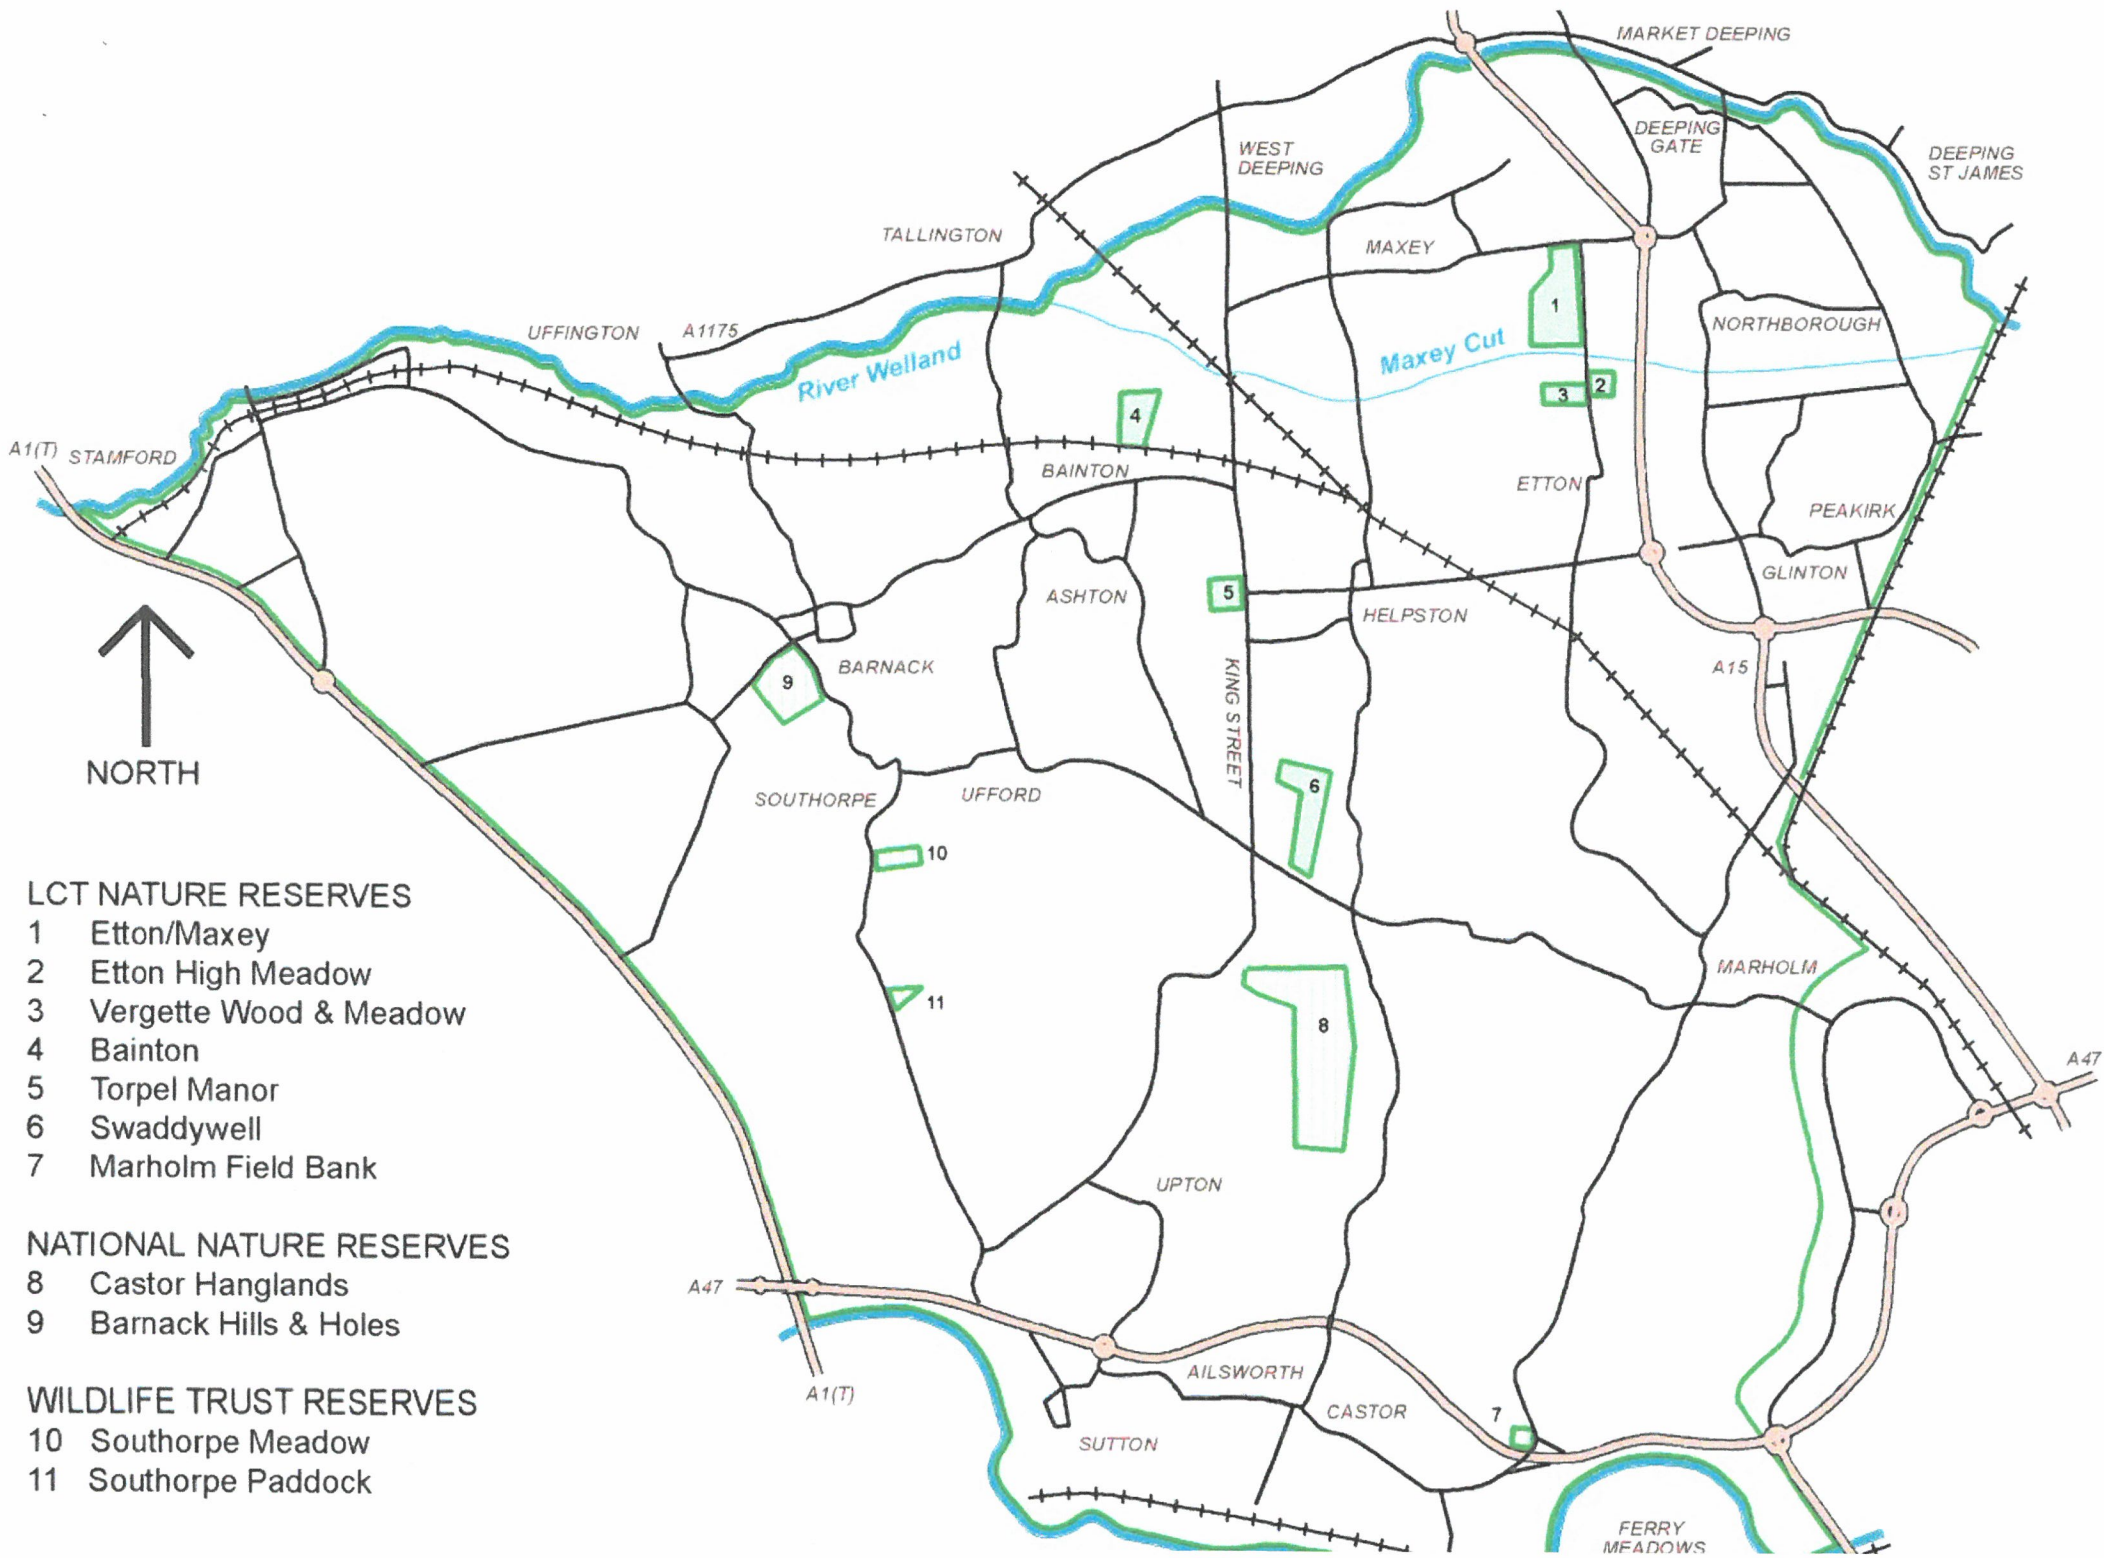 MARKET DEEPING
DEEPING
GATE
WEST
DEEPING
DEEPING
ST JAMES
TALLINGTON
MAXEY
1
UFFINGTON
A1175
River Welland
Maxey Cut
NORTHBOROUGH
2
3
4
A1(T)
STAMFORD
BAINTON
ETTON
PEAKIRK
5
ASHTON
HELPSTON
GLINTON
BARNACK
9
KING STREET
A15
NORTH
SOUTHORPE
UFFORD
6
10
MARHOLM
11
8
A47
UPTON
A47
A1(T)
AILSWORTH
CASTOR
7
SUTTON
FERRY
MEADOWS
LCT NATURE RESERVES
1 Etton/Maxey
2 Etton High Meadow
3 Vergette Wood & Meadow
4 Bainton
5 Torpel Manor
6 Swaddywell
7 Marholm Field Bank
NATIONAL NATURE RESERVES
8 Castor Hanglands
9 Barnack Hills & Holes
WILDLIFE TRUST RESERVES
10 Southorpe Meadow
11 Southorpe Paddock